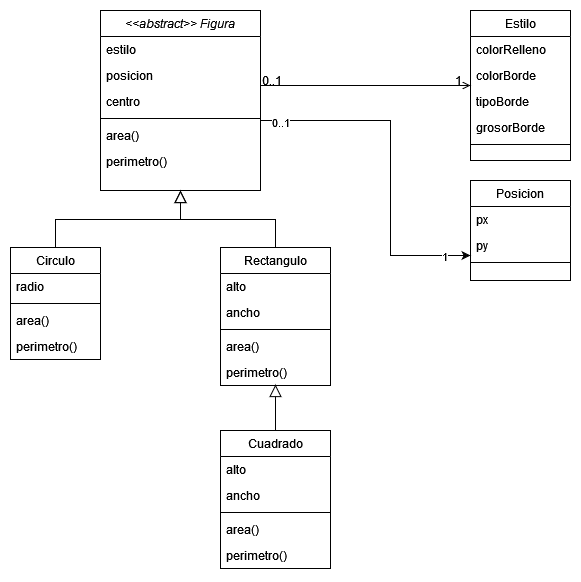 <<abstract>> Figura
estilo
posicion
centro
area()
perimetro()
0..1
1
0..1
1
Estilo
colorRelleno
colorBorde
tipoBorde
grosorBorde
Posicion
px
py
Circulo
radio
area()
perimetro()
Rectangulo
alto
ancho
area()
perimetro()
Cuadrado
alto
ancho
area()
perimetro()